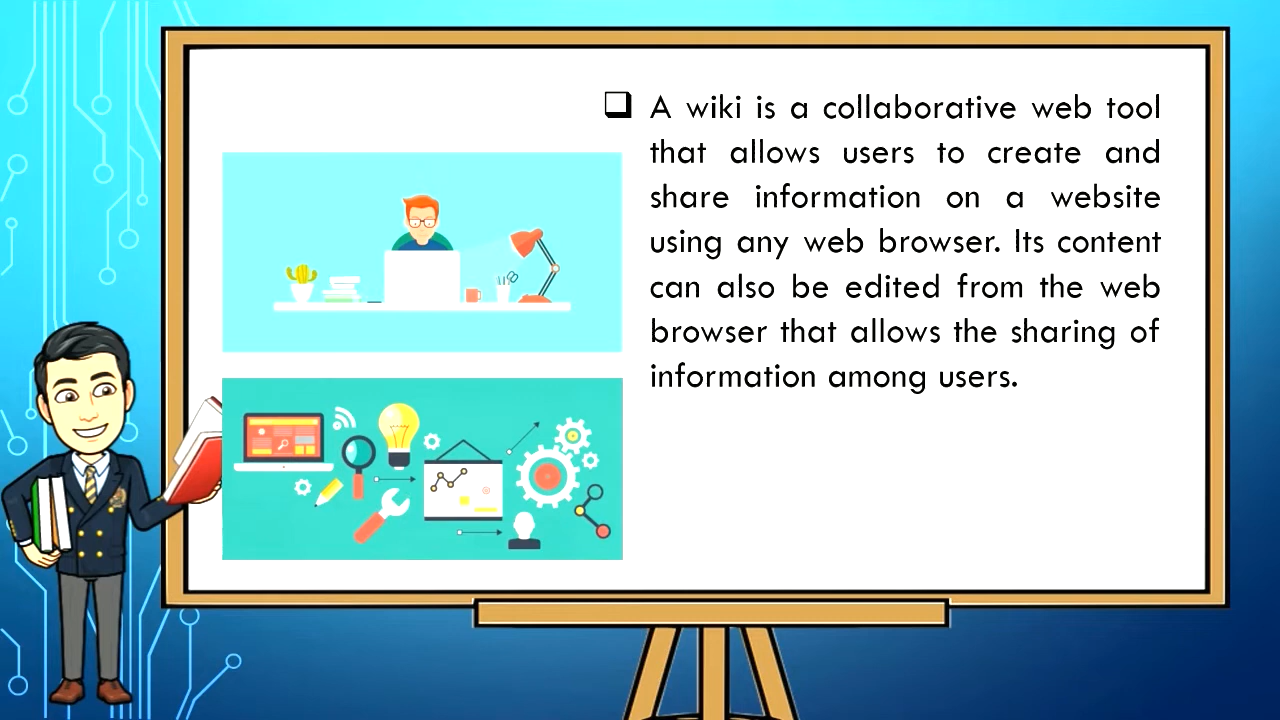 A wiki is a collaborative web tool
that allows users to create and
share information on a website
using any web browser. Its content
can also be edited from the web
browser that allows the sharing of
information among users.